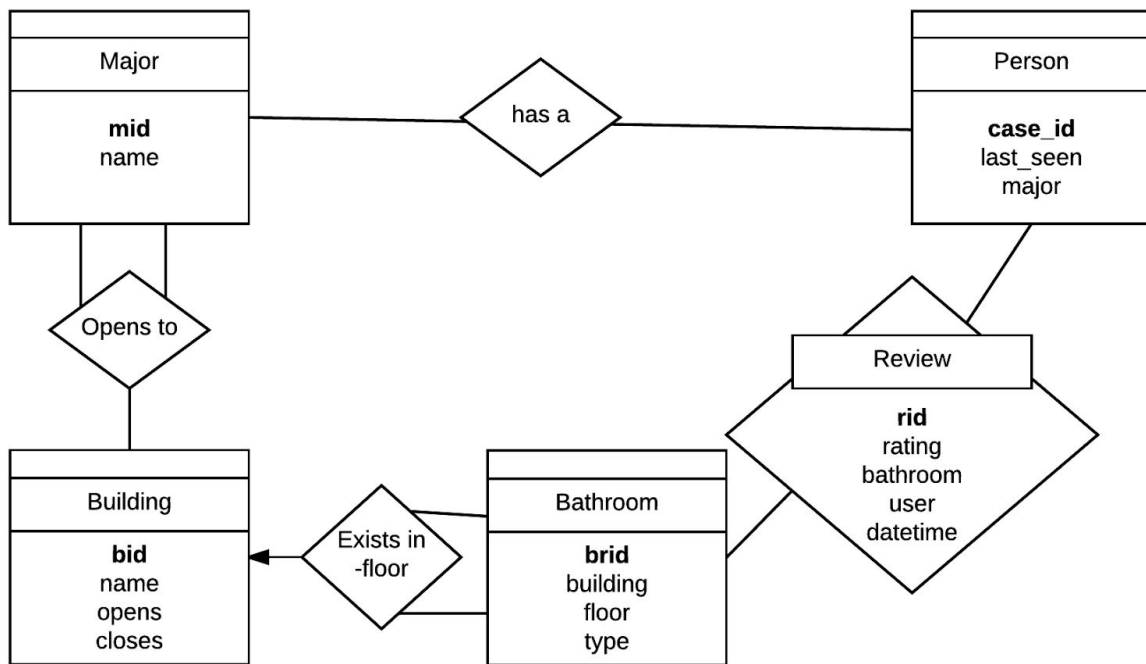 Major
mid
name
has a
Person
case_id
last_seen
major
Opens to
Review
rid
rating
bathroom
user
datetime
Building
bid
name
opens
closes
Exists in
-floor
Bathroom
brid
building
floor
type